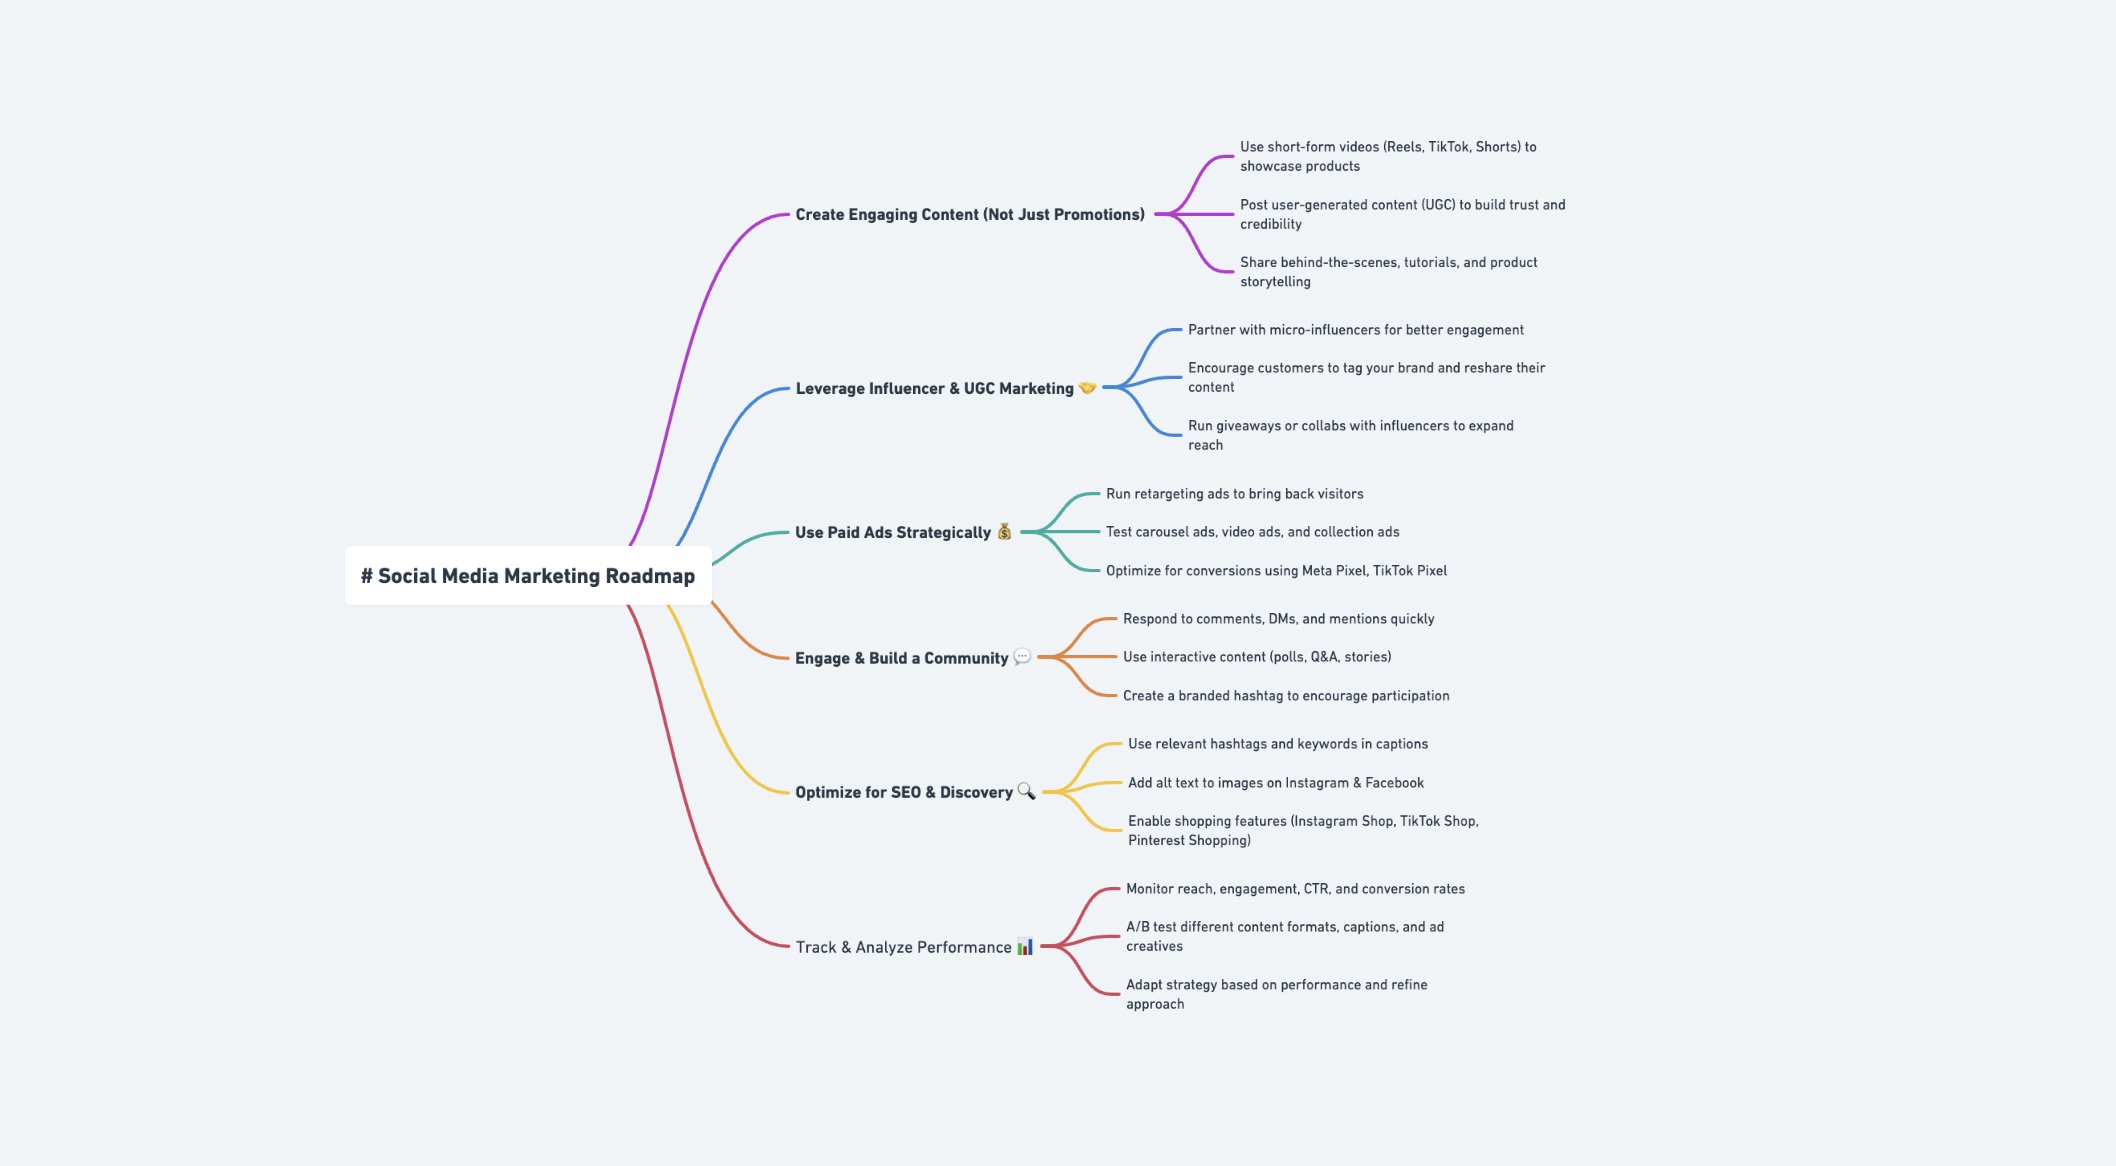 # Social Media Marketing Roadmap
Create Engaging Content (Not Just Promotions)
Use short-form videos (Reels, TikTok, Shorts) to
showcase products
Post user-generated content (UGC) to build trust and
credibility
Share behind-the-scenes, tutorials, and product
storytelling
Leverage Influencer & UGC Marketing 🤝
Partner with micro-influencers for better engagement
Encourage customers to tag your brand and reshare their
content
Run giveaways or collabs with influencers to expand
reach
Use Paid Ads Strategically 💰
Run retargeting ads to bring back visitors
Test carousel ads, video ads, and collection ads
Optimize for conversions using Meta Pixel, TikTok Pixel
Engage & Build a Community 💬
Respond to comments, DMs, and mentions quickly
Use interactive content (polls, Q&A, stories)
Create a branded hashtag to encourage participation
Optimize for SEO & Discovery 🔍
Use relevant hashtags and keywords in captions
Add alt text to images on Instagram & Facebook
Enable shopping features (Instagram Shop, TikTok Shop,
Pinterest Shopping)
Track & Analyze Performance 📊
Monitor reach, engagement, CTR, and conversion rates
A/B test different content formats, captions, and ad
creatives
Adapt strategy based on performance and refine
approach